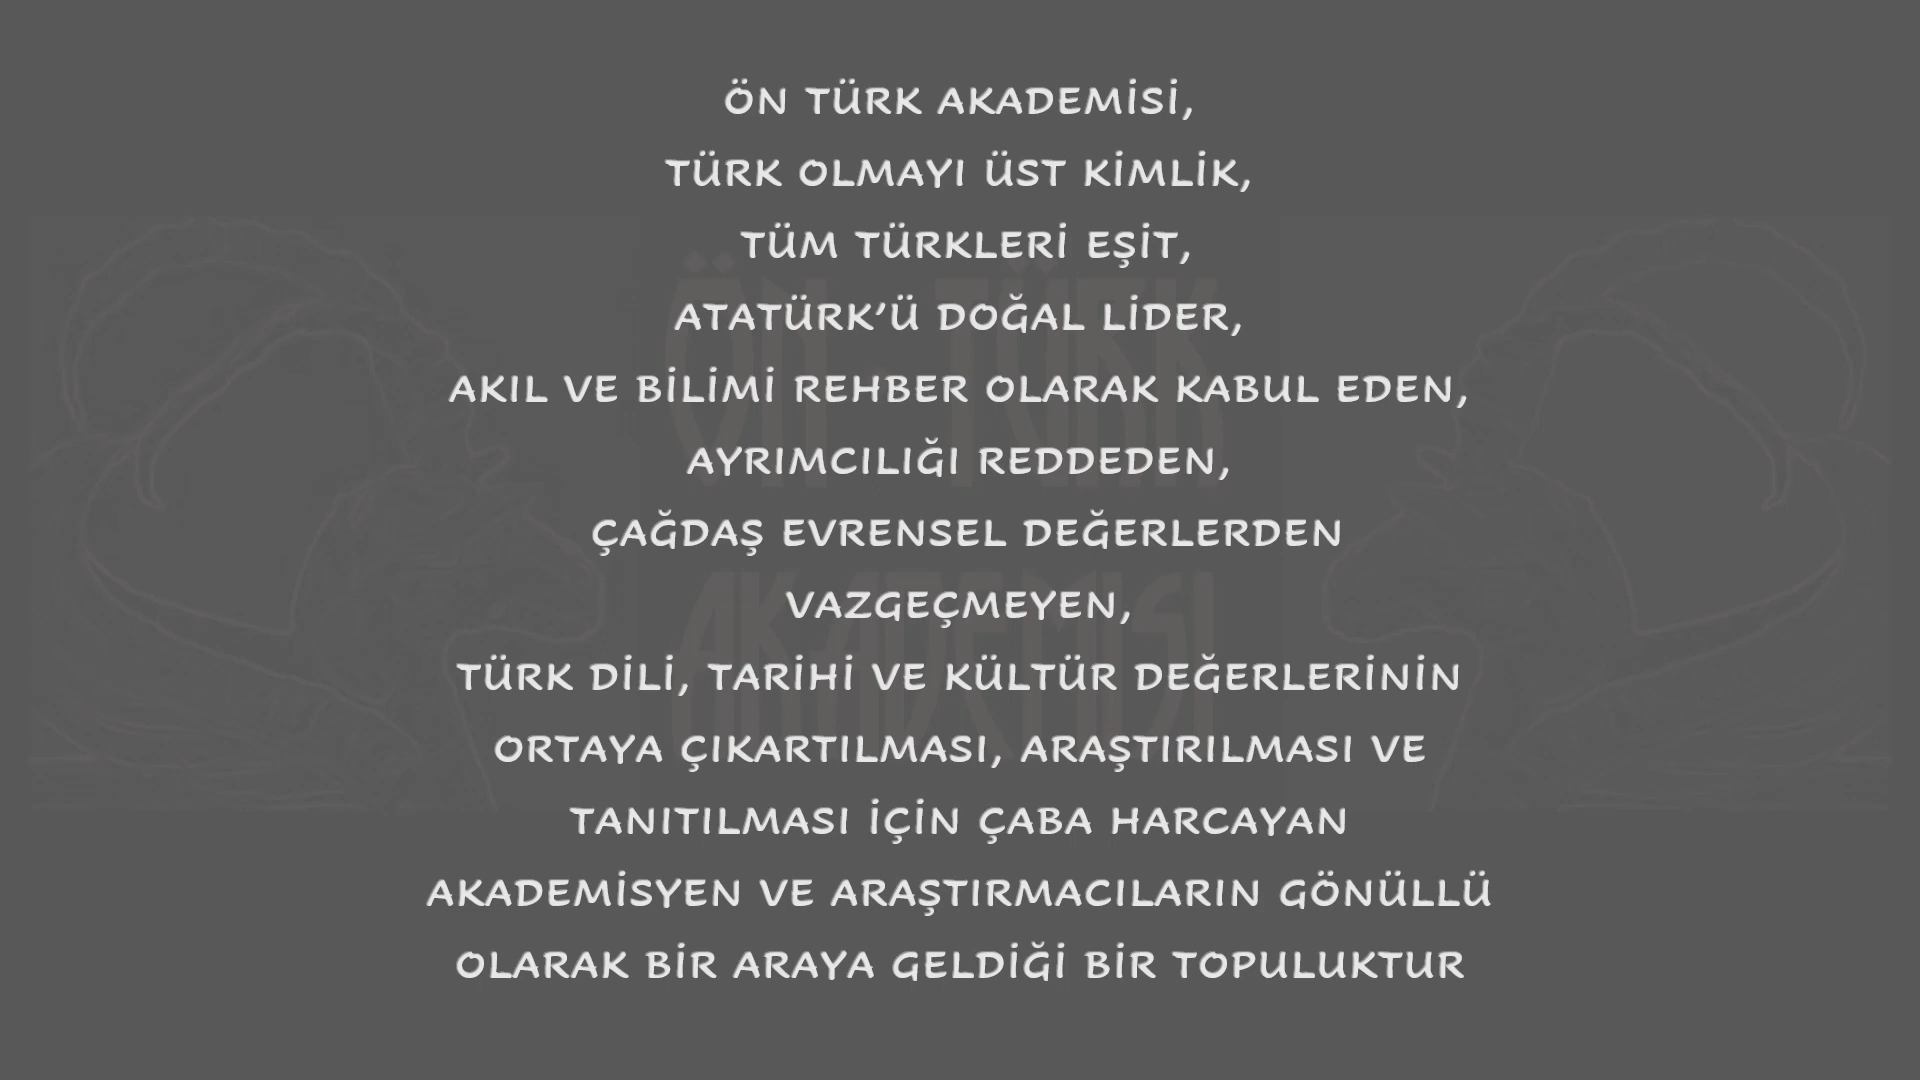 ÖN TÜRK AKADEMİSİ,
TÜRK OLMAYI ÜST KİMLİK,
TÜM TÜRKLERİ EŞİT,
ATATÜRK’Ü DOĞAL LİDER,
AKIL VE BİLİMİ REHBER OLARAK KABUL EDEN,
AYRIMCILIĞI REDDEDEN,
ÇAĞDAŞ EVRENSEL DEĞERLERDEN
VAZGEÇMEYEN,
TÜRK DİLİ, TARİHİ VE KÜLTÜR DEĞERLERİNİN
ORTAYA ÇIKARTILMASI, ARAŞTIRILMASI VE
TANITILMASI İÇİN ÇABA HARCAYAN
AKADEMİSYEN VE ARAŞTIRMACILARIN GÖNÜLLÜ
OLARAK BİR ARAYA GELDİĞİ BİR TOPULUKTUR
ÖN TÜRK
AKADEMISI